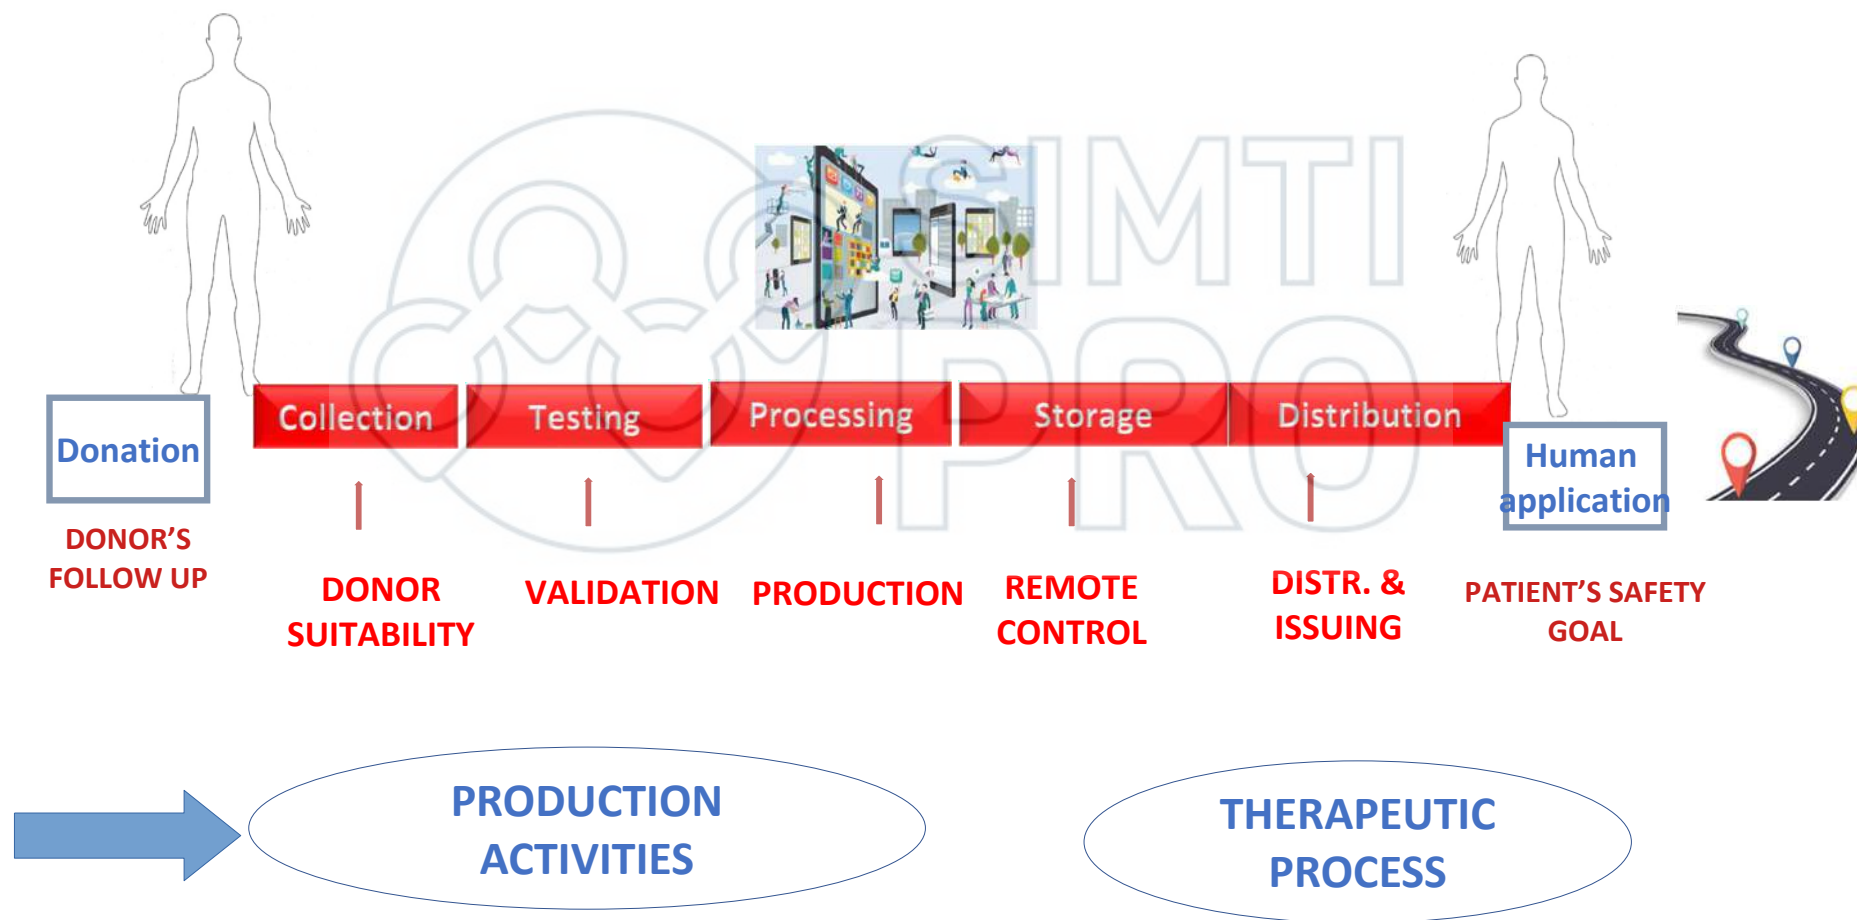 SIMTI
PRO
Collection
Testing
Processing
Storage
Distribution
Donation
Human
application
DONOR'S
FOLLOW UP
DONOR
SUITABILITY
VALIDATION
PRODUCTION
REMOTE
CONTROL
DISTR. &
ISSUING
PATIENT'S SAFETY
GOAL
PRODUCTION
ACTIVITIES
THERAPEUTIC
PROCESS